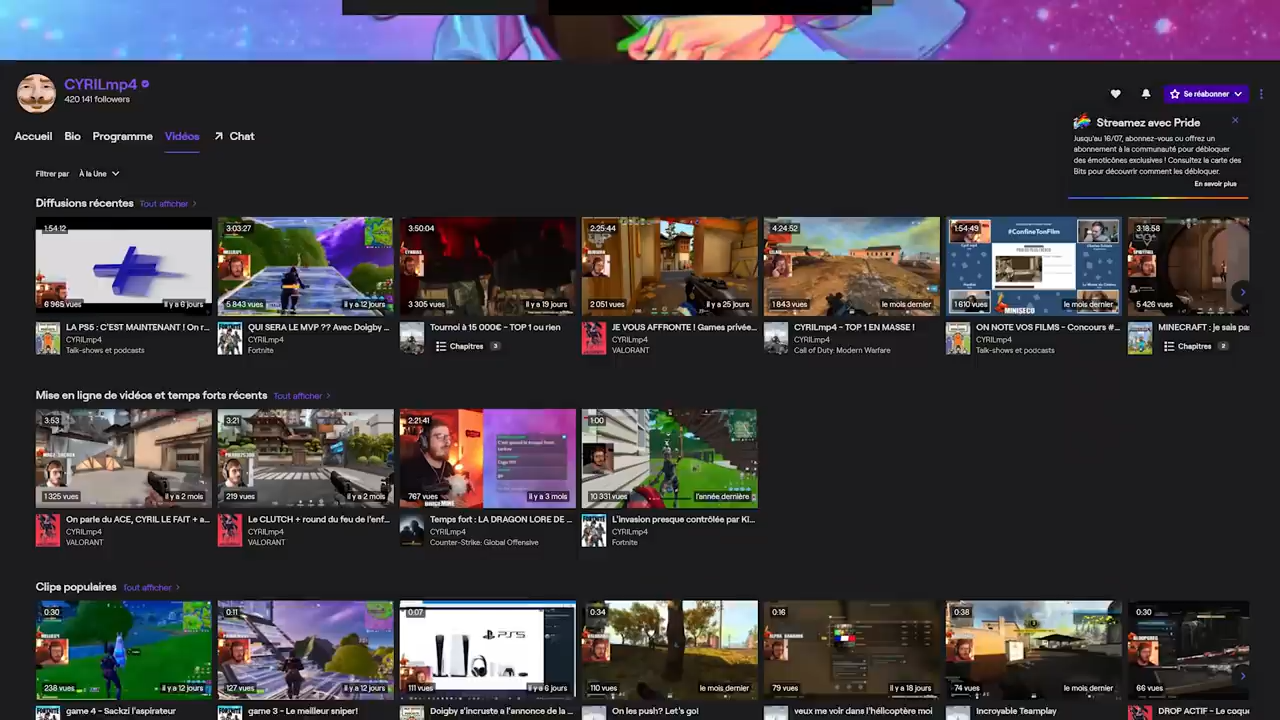 CYRILmp4
420 141 followers
Se réabonner
Accueil Bio Programme Vidéos Chat
Streamez avec Pride
Jusqu'au 16/07, abonnez-vous ou offrez un
abonnement à la communauté pour débloquer
des émoticônes exclusives ! Consultez la carte des
Bits pour découvrir comment les débloquer.
En savoir plus
Filtrer par À la Une
Diffusions récentes Tout afficher
1:54:12 3:03:27 3:50:04 2:25:44 4:24:52 1:54:49 3:18:58
#ConfineTonFilm
6 965 vues il y a 6 jours 5 843 vues il y a 12 jours 3 305 vues il y a 19 jours 2 051 vues il y a 25 jours 1 843 vues le mois dernier 1 610 vues le mois dernier 5 426 vues
LA PS5 : C'EST MAINTENANT ! On r... QUI SERA LE MVP ?? Avec Doigby ... Tournoi à 15 000€ - TOP 1 ou rien JE VOUS AFFRONTE ! Games privée... CYRILmp4 - TOP 1 EN MASSE ! ON NOTE VOS FILMS - Concours #... MINECRAFT : je sais pas
CYRILmp4 CYRILmp4 Chapitres 3 CYRILmp4 CYRILmp4 CYRILmp4 Chapitres 2
Talk-shows et podcasts Fortnite VALORANT Call of Duty: Modern Warfare Talk-shows et podcasts
Mise en ligne de vidéos et temps forts récents Tout afficher
3:53 3:21 2:21:41 1:00
1 325 vues il y a 2 mois 219 vues il y a 2 mois 767 vues il y a 3 mois 10 331 vues l'année dernière
On parle du ACE, CYRIL LE FAIT + a... Le CLUTCH + round du feu de l'enf... Temps fort : LA DRAGON LORE DE ... L'invasion presque contrôlée par Ki...
CYRILmp4 CYRILmp4 CYRILmp4 CYRILmp4
VALORANT VALORANT Counter-Strike: Global Offensive Fortnite
Clips populaires Tout afficher
0:30 0:11 0:07 0:34 0:16 0:38 0:30
PS5
238 vues il y a 12 jours 127 vues il y a 12 jours 111 vues il y a 6 jours 110 vues le mois dernier 79 vues il y a 18 jours 74 vues le mois dernier 66 vues
game 4 - Sackzi l'aspirateur game 3 - Le meilleur sniper! Doigby s'incruste a l'annonce de la ... On les push? Let's go! veux me voir dans l'hélicoptère moi Incroyable Teamplay DROP ACTIF - Le coque